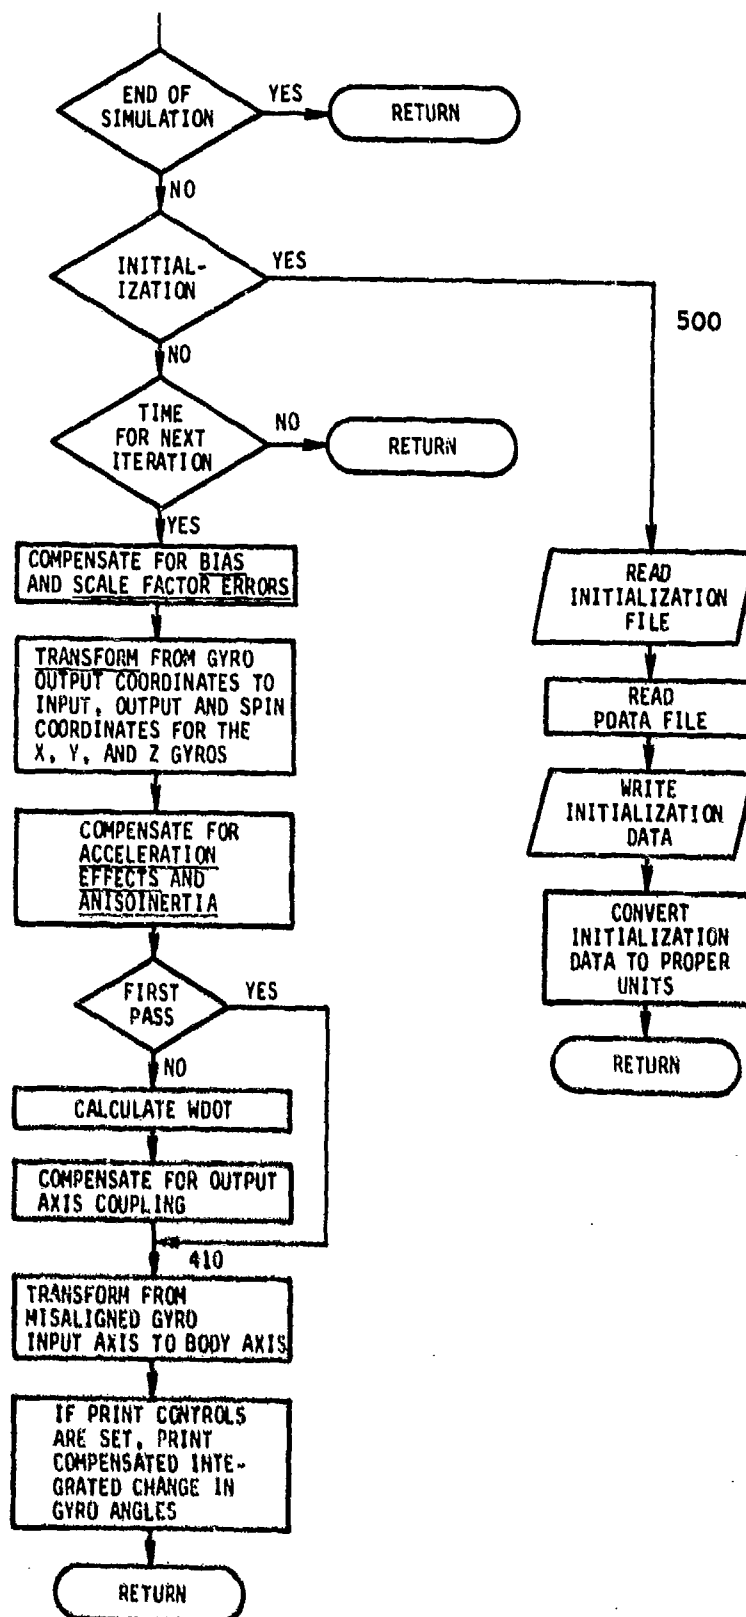 END OF
SIMULATION
YES
RETURN
NO
INITIAL-
IZATION
YES
500
NO
TIME
FOR NEXT
ITERATION
NO
RETURN
YES
COMPENSATE FOR BIAS
AND SCALE FACTOR ERRORS
TRANSFORM FROM GYRO
OUTPUT COORDINATES TO
INPUT, OUTPUT AND SPIN
COORDINATES FOR THE
X, Y, AND Z GYROS
COMPENSATE FOR
ACCELERATION
EFFECTS AND
ANISOINERTIA
FIRST
PASS
YES
NO
CALCULATE WDOT
COMPENSATE FOR OUTPUT
AXIS COUPLING
410
TRANSFORM FROM
MISALIGNED GYRO
INPUT AXIS TO BODY AXIS
IF PRINT CONTROLS
ARE SET, PRINT
COMPENSATED INTE-
GRATED CHANGE IN
GYRO ANGLES
RETURN
READ
INITIALIZATION
FILE
READ
PDATA FILE
WRITE
INITIALIZATION
DATA
CONVERT
INITIALIZATION
DATA TO PROPER
UNITS
RETURN